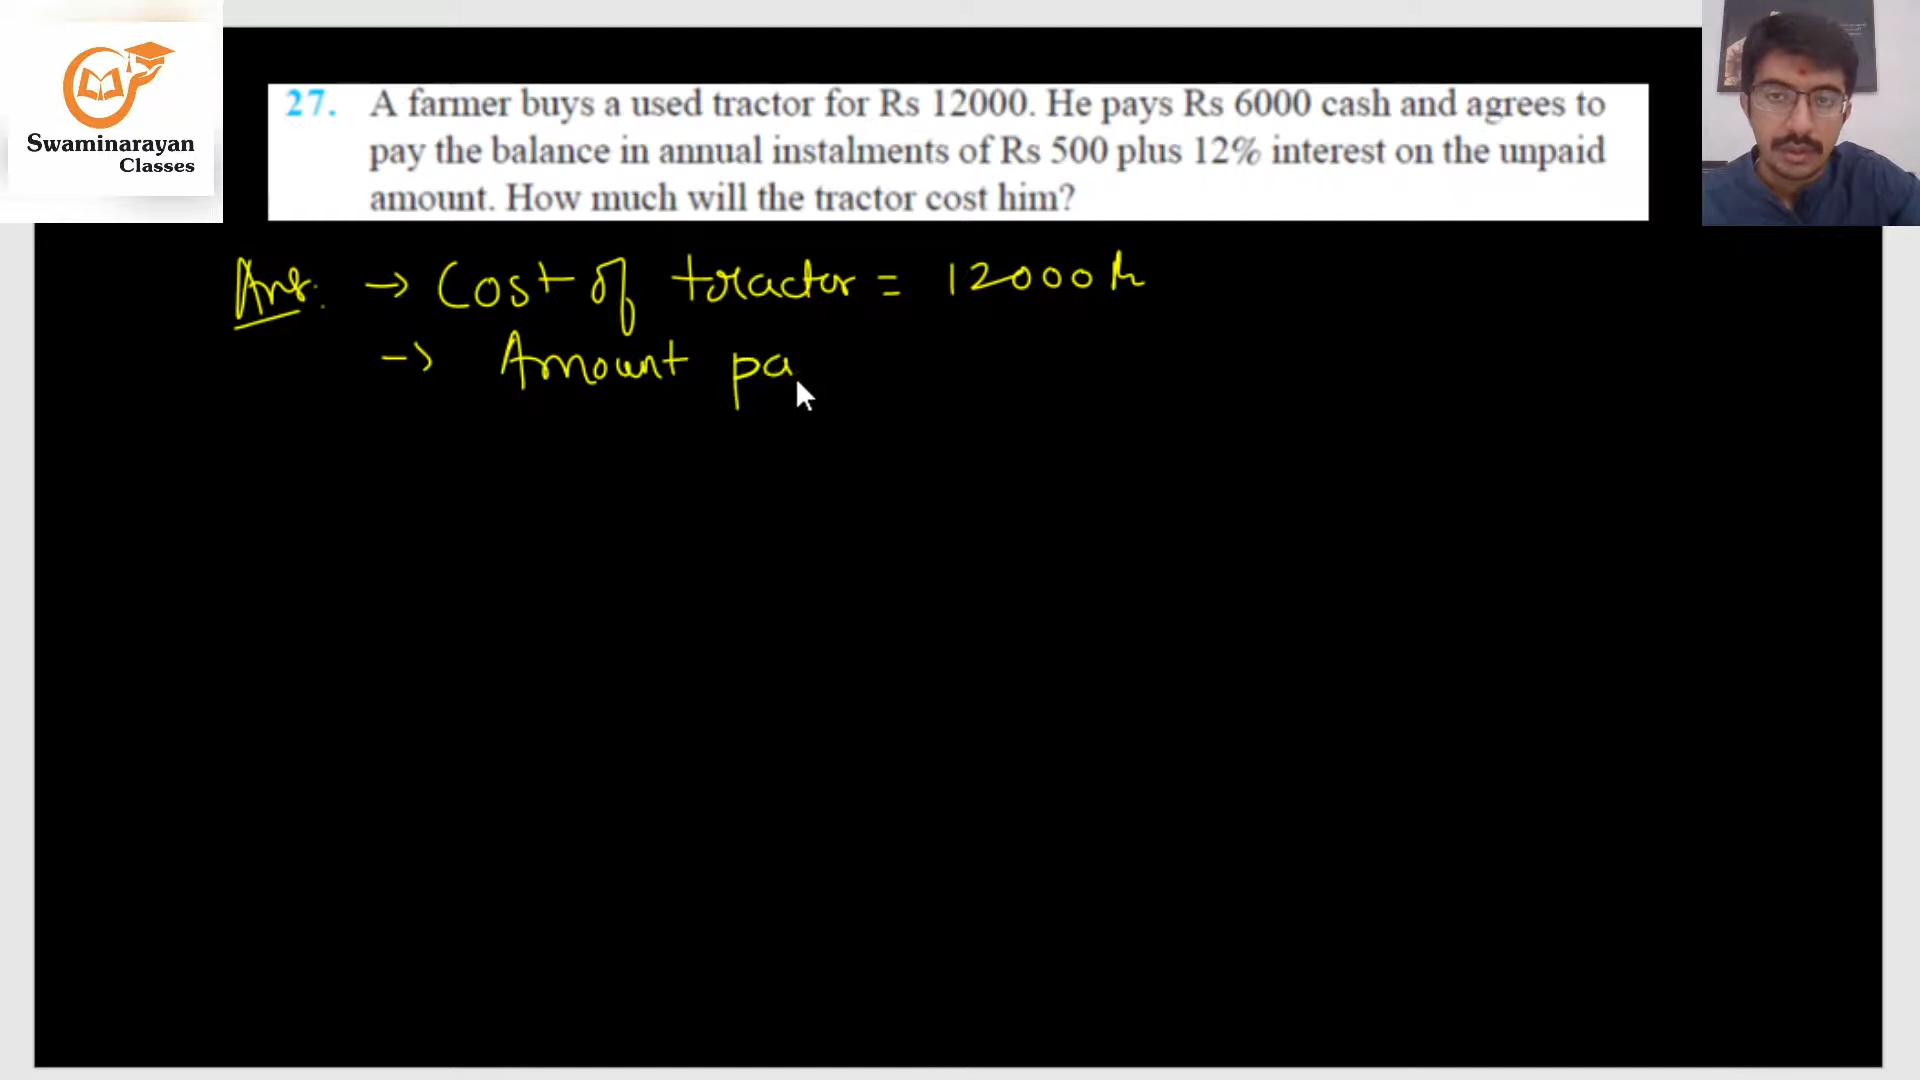 Swaminarayan
Classes
27. A farmer buys a used tractor for Rs 12000. He pays Rs 6000 cash and agrees to
pay the balance in annual instalments of Rs 500 plus 12% interest on the unpaid
amount. How much will the tractor cost him?
Ans. → Cost of tractor = 12000 ₨
→ Amount pa